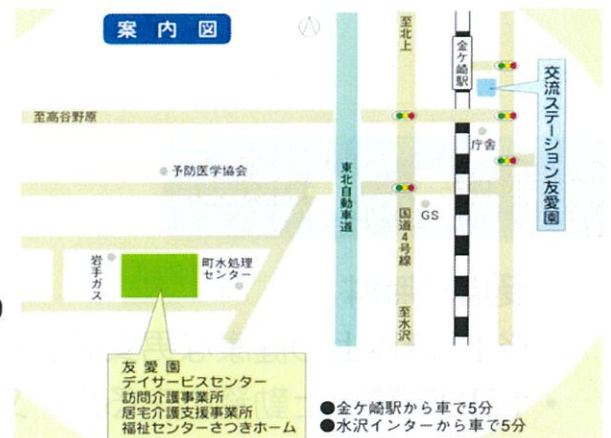 案内図
至北上
金ケ崎駅
交流ステーション友愛園
至高谷野原
庁舎
予防医学協会
東北自動車道
国道4号線
GS
岩手ガス
町水処理
センター
至水沢
友愛園
デイサービスセンター
訪問介護事業所
居宅介護支援事業所
福祉センターさつきホーム
●金ケ崎駅から車で5分
●水沢インターから車で5分